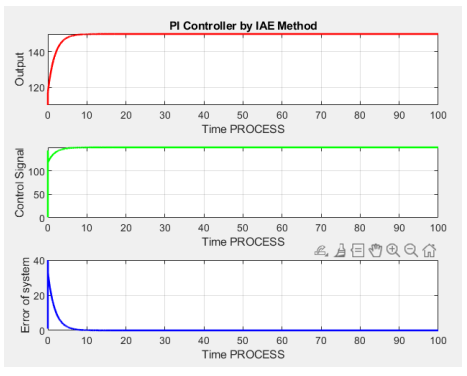 PI Controller by IAE Method
Output
140
120
0 10 20 30 40 50 60 70 80 90 100
Time PROCESS
Control Signal
100
50
0
0 10 20 30 40 50 60 70 80 90 100
Time PROCESS
Error of system
40
20
0
0 10 20 30 40 50 60 70 80 90 100
Time PROCESS